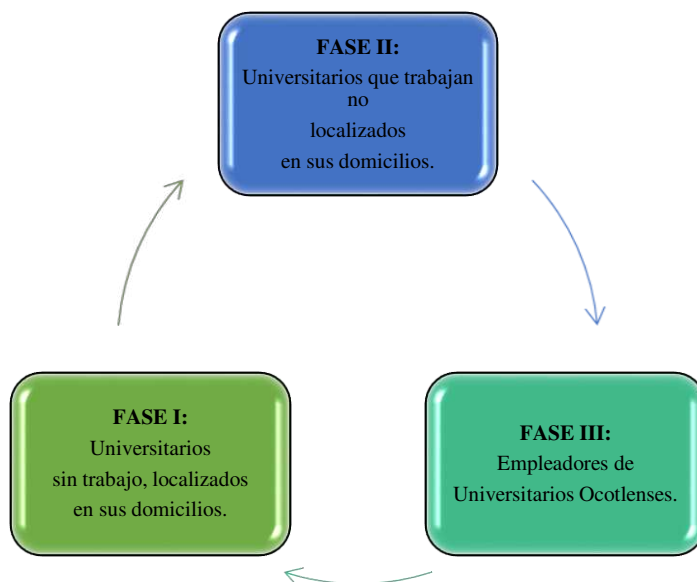 FASE II:
Universitarios que trabajan
no
localizados
en sus domicilios.
FASE I:
Universitarios
sin trabajo, localizados
en sus domicilios.
FASE III:
Empleadores de
Universitarios Ocotlenses.